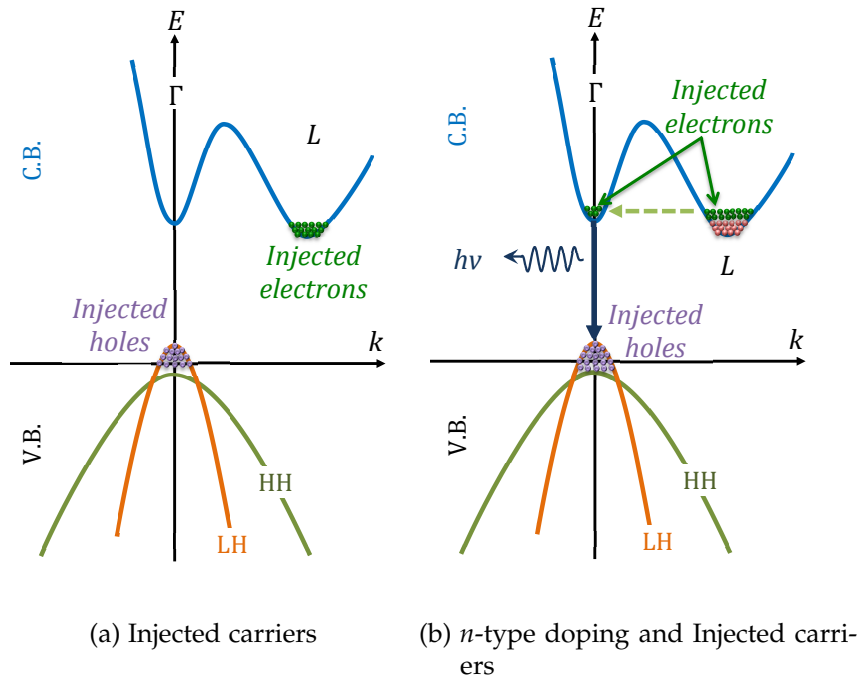 E
Γ
C.B.
L
Injected
electrons
Injected
holes
k
V.B.
HH
LH
(a) Injected carriers
E
Γ
C.B.
Injected
electrons
L
hν
Injected
holes
k
V.B.
HH
LH
(b) n-type doping and Injected carri-
ers